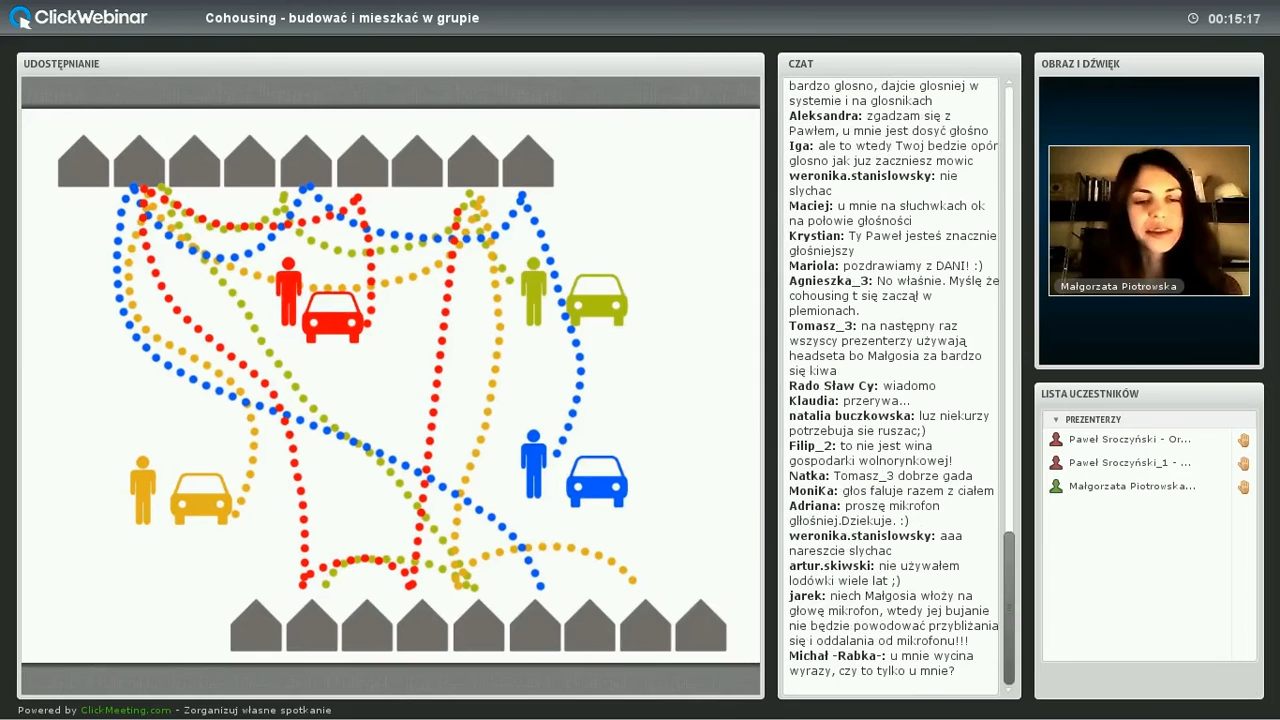 ClickWebinar
Cohousing - budować i mieszkać w grupie
00:15:17
UDOSTĘPNIANIE
CZAT
bardzo glosno, dajcie glosniej w
systemie i na glosnikach
Aleksandra: zgadzam się z
Pawłem, u mnie jest dosyć głośno
Iga: ale to wtedy Twoj bedzie opór
glosno jak juz zaczniesz mowic
weronika.stanislowsky: nie
slychac
Maciej: u mnie na słuchwkach ok
na połowie głośności
Krystian: Ty Paweł jesteś znacznie
głośniejszy
Mariola: pozdrawiamy z DANI! :)
Agnieszka_3: No właśnie. Myślę że
cohousing t się zaczął w
plemionach.
Tomasz_3: na następny raz
wszyscy prezenterzy używają
headseta bo Małgosia za bardzo
się kiwa
Rado Sław Cy: wiadomo
Klaudia: przerywa...
natalia buczkowska: luz niekurzy
potrzebuja sie ruszac;)
Filip_2: to nie jest wina
gospodarki wolnorynkowej!
Natka: Tomasz_3 dobrze gada
MoniKa: głos faluje razem z ciałem
Adriana: proszę mikrofon
glłośniej.Dziekuje. :)
weronika.stanislowsky: aaa
nareszcie slychac
artur.skiwski: nie używałem
lodówki wiele lat ;)
jarek: niech Małgosia włoży na
głowę mikrofon, wtedy jej bujanie
nie będzie powodować przybliżania
się i oddalania od mikrofonu!!!
Michał -Rabka-: u mnie wycina
wyrazy, czy to tylko u mnie?
OBRAZ I DŹWIĘK
Małgorzata Piotrowska
LISTA UCZESTNIKÓW
PREZENTERZY
Paweł Sroczyński - Or...
Paweł Sroczyński_1 - ...
Małgorzata Piotrowska...
Powered by ClickMeeting.com - Zorganizuj własne spotkanie